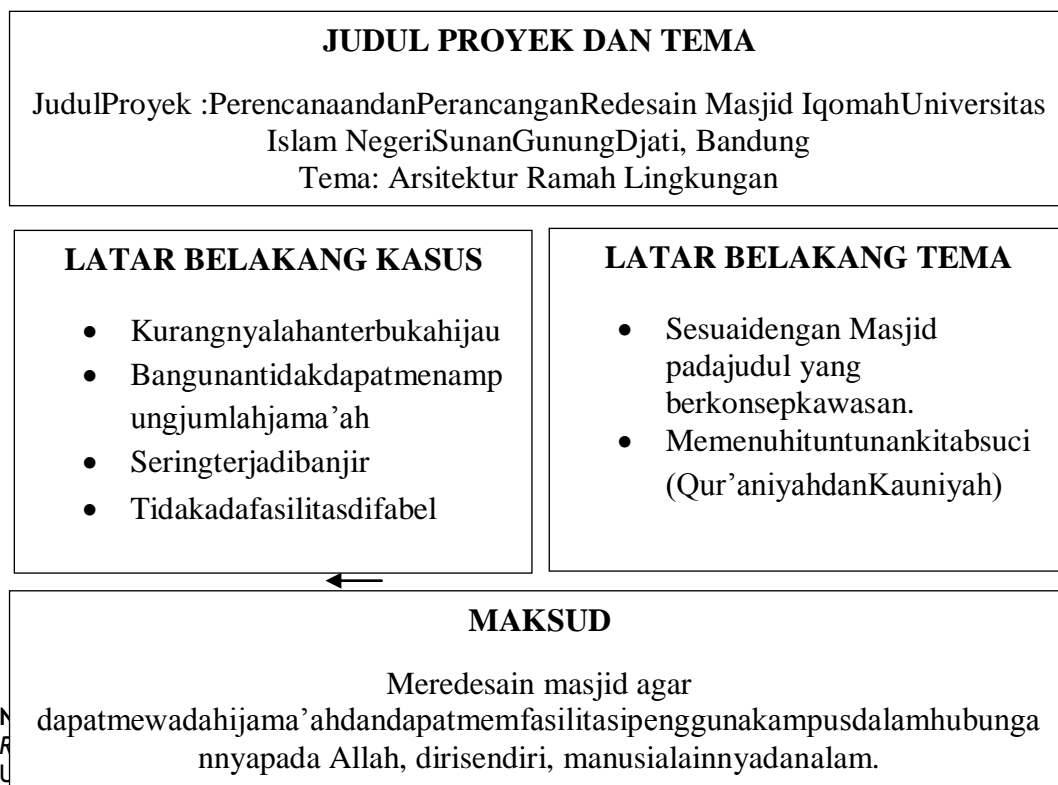 JUDUL PROYEK DAN TEMA
JudulProyek :PerencanaandanPerancanganRedesain Masjid IqomahUniversitas
Islam NegeriSunanGunungDjati, Bandung
Tema: Arsitektur Ramah Lingkungan
LATAR BELAKANG KASUS
• Kurangnyalahanterbukahijau
• Bangunantidakdapatmenamp
ungjumlahjama’ah
• Seringterjadibanjir
• Tidakadafasilitasdifabel
LATAR BELAKANG TEMA
• Sesuaidengan Masjid
padajudul yang
berkonsepkawasan.
• Memenuhituntunankitabsuci
(Qur’aniyahdanKauniyah)
MAKSUD
Meredesain masjid agar
dapatmewadahijama’ahdandapatmemfasilitasipenggunakampusdalamhubunga
nnyapada Allah, dirisendiri, manusialainnyadanalam.